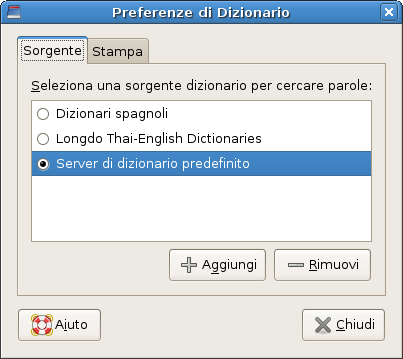 Preferenze di Dizionario
Sorgente Stampa
Seleziona una sorgente dizionario per cercare parole:
Dizionari spagnoli
Longdo Thai-English Dictionaries
Server di dizionario predefinito
Aggiungi Rimuovi
Aiuto Chiudi